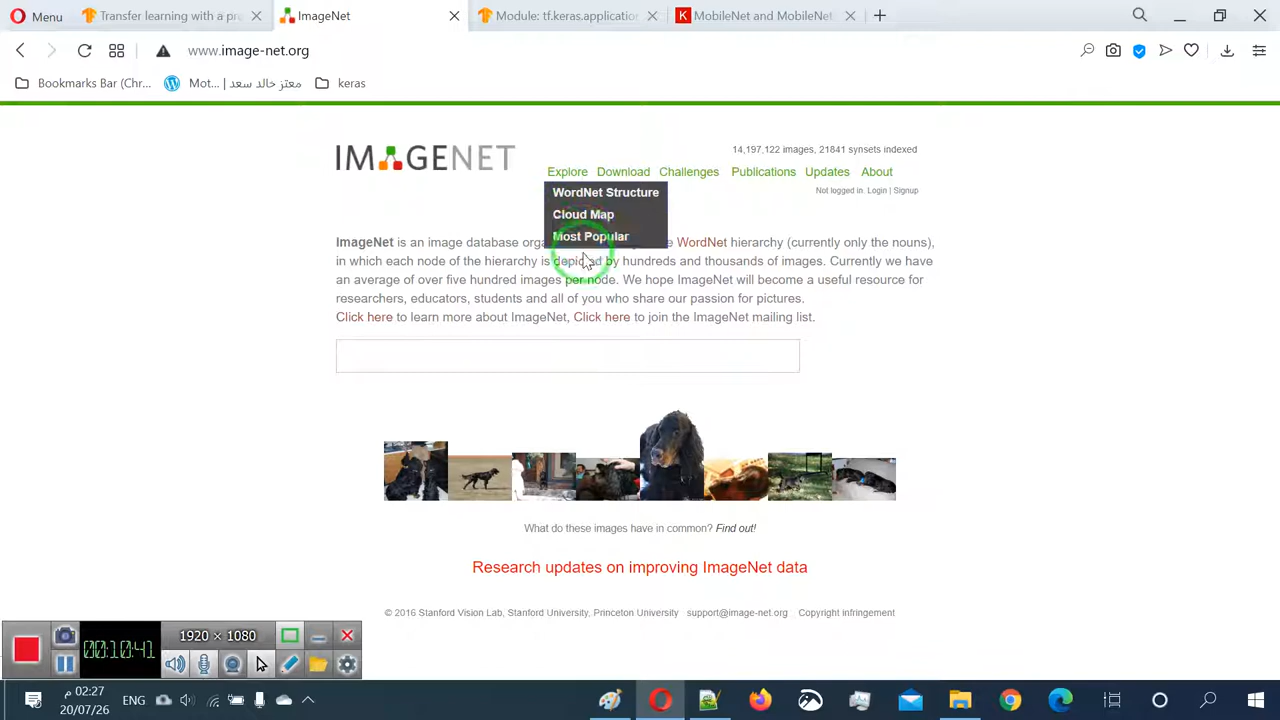 Menu
Transfer learning with a pre
ImageNet
Module: tf.keras.application
MobileNet and MobileNet
www.image-net.org
Bookmarks Bar (Chr...
Mot... | معتز خالد سعد
keras
IMAGENET
14,197,122 images, 21841 synsets indexed
Explore Download Challenges Publications Updates About
Not logged in. Login | Signup
WordNet Structure
Cloud Map
Most Popular
ImageNet is an image database WordNet hierarchy (currently only the nouns),
in which each node of the hierarchy is depicted by hundreds and thousands of images. Currently we have
an average of over five hundred images per node. We hope ImageNet will become a useful resource for
researchers, educators, students and all of you who share our passion for pictures.
Click here to learn more about ImageNet, Click here to join the ImageNet mailing list.
What do these images have in common? Find out!
Research updates on improving ImageNet data
© 2016 Stanford Vision Lab, Stanford University, Princeton University support@image-net.org Copyright infringement
00:10:41
1920 × 1080
02:27 م
ENG
20/07/26